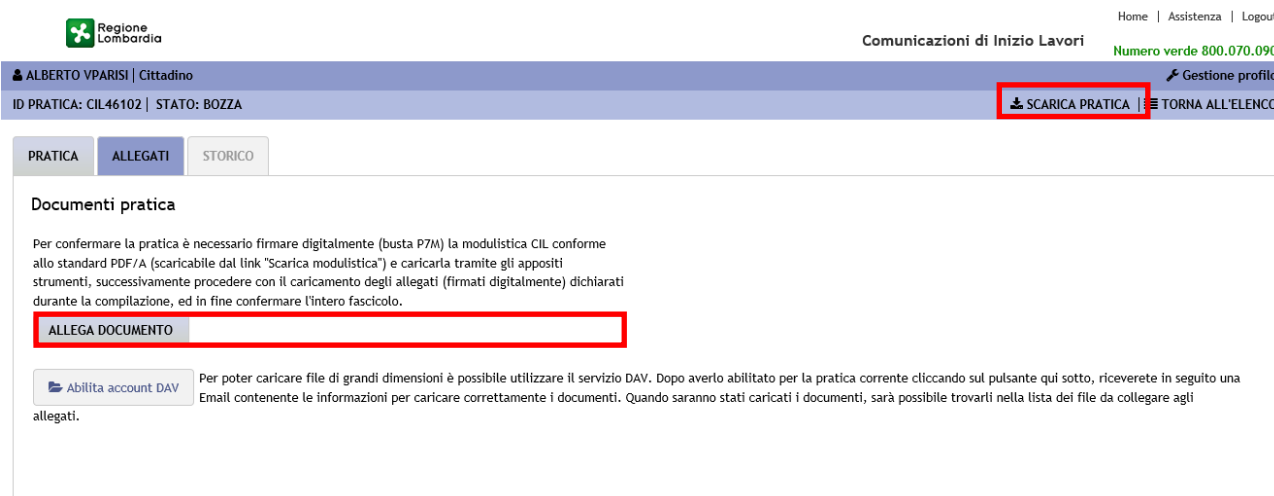 Home | Assistenza | Logout
Regione
Lombardia
Comunicazioni di Inizio Lavori
Numero verde 800.070.090
ALBERTO VPARISI | Cittadino
Gestione profilo
ID PRATICA: CIL46102 | STATO: BOZZA
SCARICA PRATICA | TORNA ALL'ELENCO
PRATICA ALLEGATI STORICO
Documenti pratica
Per confermare la pratica è necessario firmare digitalmente (busta P7M) la modulistica CIL conforme
allo standard PDF/A (scaricabile dal link "Scarica modulistica") e caricarla tramite gli appositi
strumenti, successivamente procedere con il caricamento degli allegati (firmati digitalmente) dichiarati
durante la compilazione, ed in fine confermare l'intero fascicolo.
ALLEGA DOCUMENTO
Abilita account DAV
Per poter caricare file di grandi dimensioni è possibile utilizzare il servizio DAV. Dopo averlo abilitato per la pratica corrente cliccando sul pulsante qui sotto, riceverete in seguito una
Email contenente le informazioni per caricare correttamente i documenti. Quando saranno stati caricati i documenti, sarà possibile trovarli nella lista dei file da collegare agli
allegati.